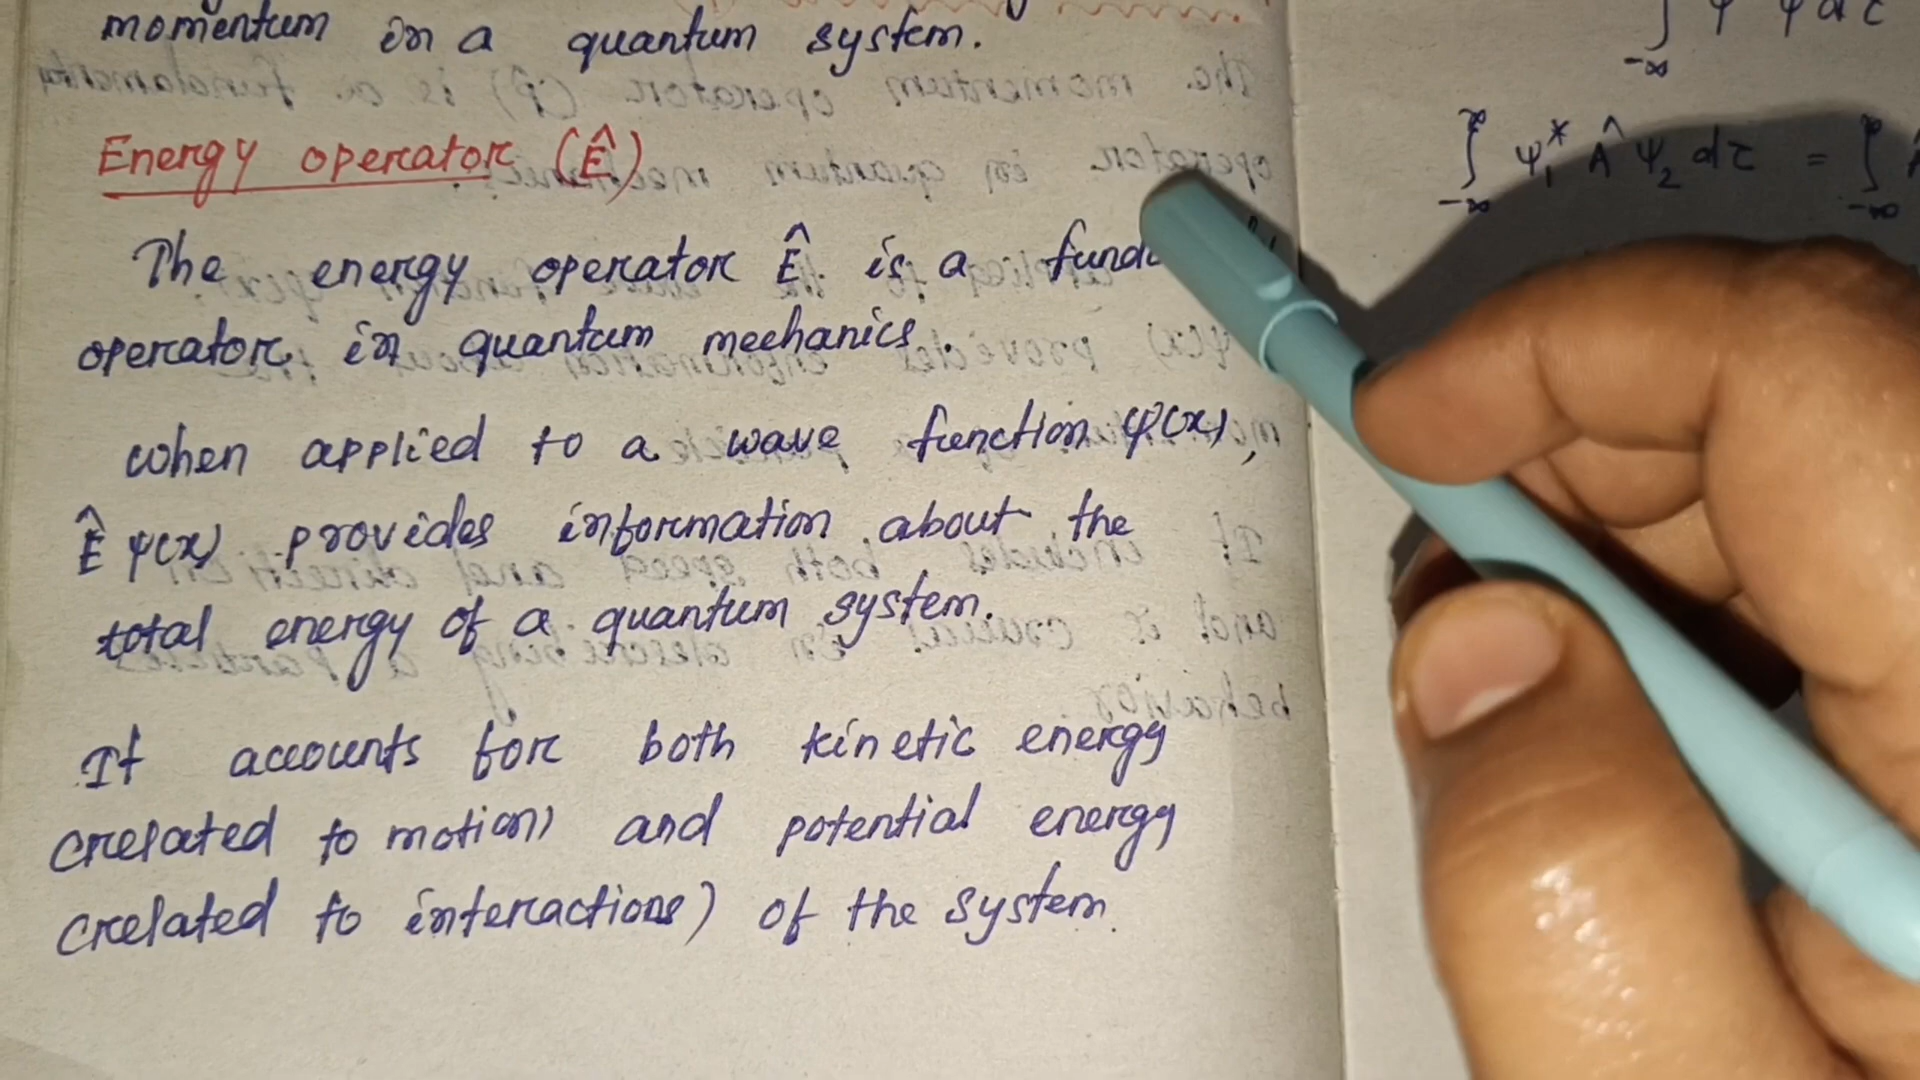 momentum in a quantum system.
Energy operator (Ê)
The energy operator Ê is a
operator in quantum mechanics.
when applied to a wave function ψ(x),
Ê ψ(x) provides information about the
total energy of a quantum system.
It accounts for both kinetic energy
(related to motion) and potential energy
(related to interactions) of the system.
∫ ψ ψ dτ
-∞
∞ ∞
∫ ψ₁* Â ψ₂ dτ = ∫
-∞ -∞